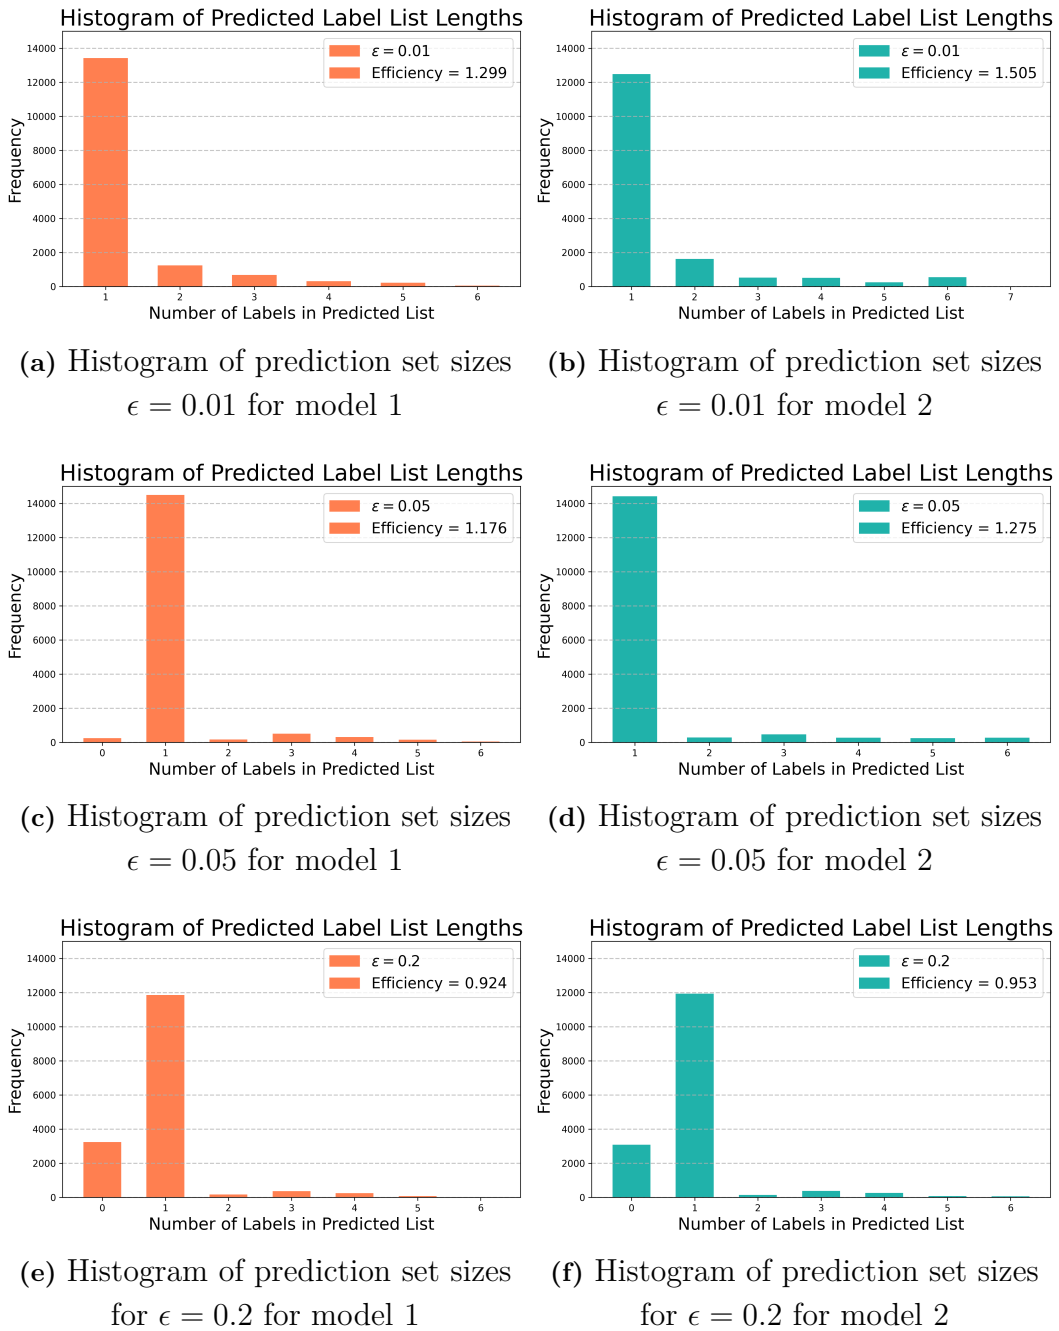 Histogram of Predicted Label List Lengths
14000
12000
10000
8000
6000
4000
2000
0
Frequency
ε = 0.01
Efficiency = 1.299
1 2 3 4 5 6
Number of Labels in Predicted List
(a) Histogram of prediction set sizes
ϵ = 0.01 for model 1
Histogram of Predicted Label List Lengths
14000
12000
10000
8000
6000
4000
2000
0
Frequency
ε = 0.01
Efficiency = 1.505
1 2 3 4 5 6 7
Number of Labels in Predicted List
(b) Histogram of prediction set sizes
ϵ = 0.01 for model 2
Histogram of Predicted Label List Lengths
14000
12000
10000
8000
6000
4000
2000
0
Frequency
ε = 0.05
Efficiency = 1.176
0 1 2 3 4 5 6
Number of Labels in Predicted List
(c) Histogram of prediction set sizes
ϵ = 0.05 for model 1
Histogram of Predicted Label List Lengths
14000
12000
10000
8000
6000
4000
2000
0
Frequency
ε = 0.05
Efficiency = 1.275
1 2 3 4 5 6
Number of Labels in Predicted List
(d) Histogram of prediction set sizes
ϵ = 0.05 for model 2
Histogram of Predicted Label List Lengths
14000
12000
10000
8000
6000
4000
2000
0
Frequency
ε = 0.2
Efficiency = 0.924
0 1 2 3 4 5 6
Number of Labels in Predicted List
(e) Histogram of prediction set sizes
for ϵ = 0.2 for model 1
Histogram of Predicted Label List Lengths
14000
12000
10000
8000
6000
4000
2000
0
Frequency
ε = 0.2
Efficiency = 0.953
0 1 2 3 4 5 6
Number of Labels in Predicted List
(f) Histogram of prediction set sizes
for ϵ = 0.2 for model 2